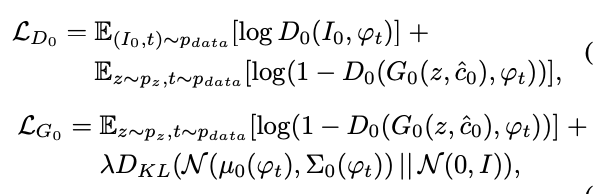 ℒ_{D_0} = 𝔼_{(I_0,t)∼p_{data}}[log D_0(I_0, φ_t)] +
𝔼_{z∼p_z,t∼p_{data}}[log(1 − D_0(G_0(z, ĉ_0), φ_t))], (
ℒ_{G_0} = 𝔼_{z∼p_z,t∼p_{data}}[log(1 − D_0(G_0(z, ĉ_0), φ_t))] +
λD_{KL}(𝒩(μ_0(φ_t), Σ_0(φ_t)) || 𝒩(0, I)),